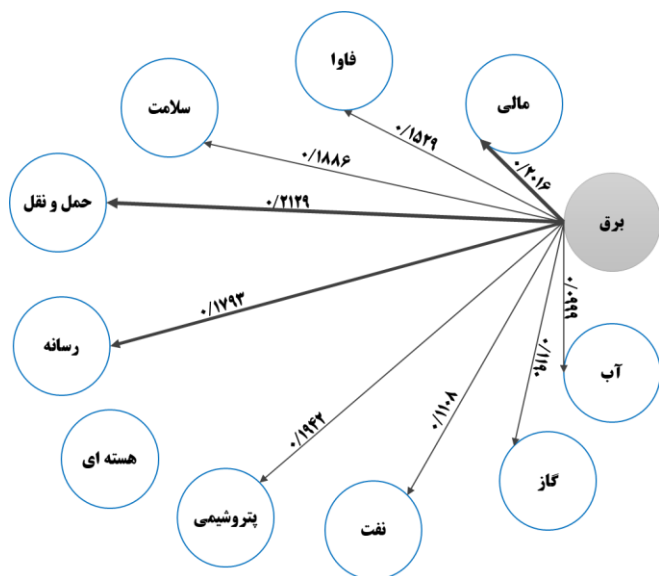 فاوا
مالی
سلامت
۰/۱۵۲۹
۰/۲۰۱۶
۰/۱۸۸۶
حمل و نقل
۰/۲۱۲۹
برق
۰/۱۷۹۳
۰/۰۹۹۹
رسانه
۰/۱۱۹۰
آب
۰/۱۱۰۸
۰/۱۹۴۲
هسته ای
گاز
پتروشیمی
نفت